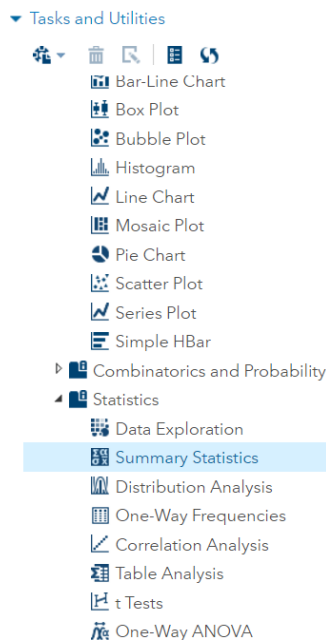 Tasks and Utilities
Bar-Line Chart
Box Plot
Bubble Plot
Histogram
Line Chart
Mosaic Plot
Pie Chart
Scatter Plot
Series Plot
Simple HBar
Combinatorics and Probability
Statistics
Data Exploration
Summary Statistics
Distribution Analysis
One-Way Frequencies
Correlation Analysis
Table Analysis
t Tests
One-Way ANOVA